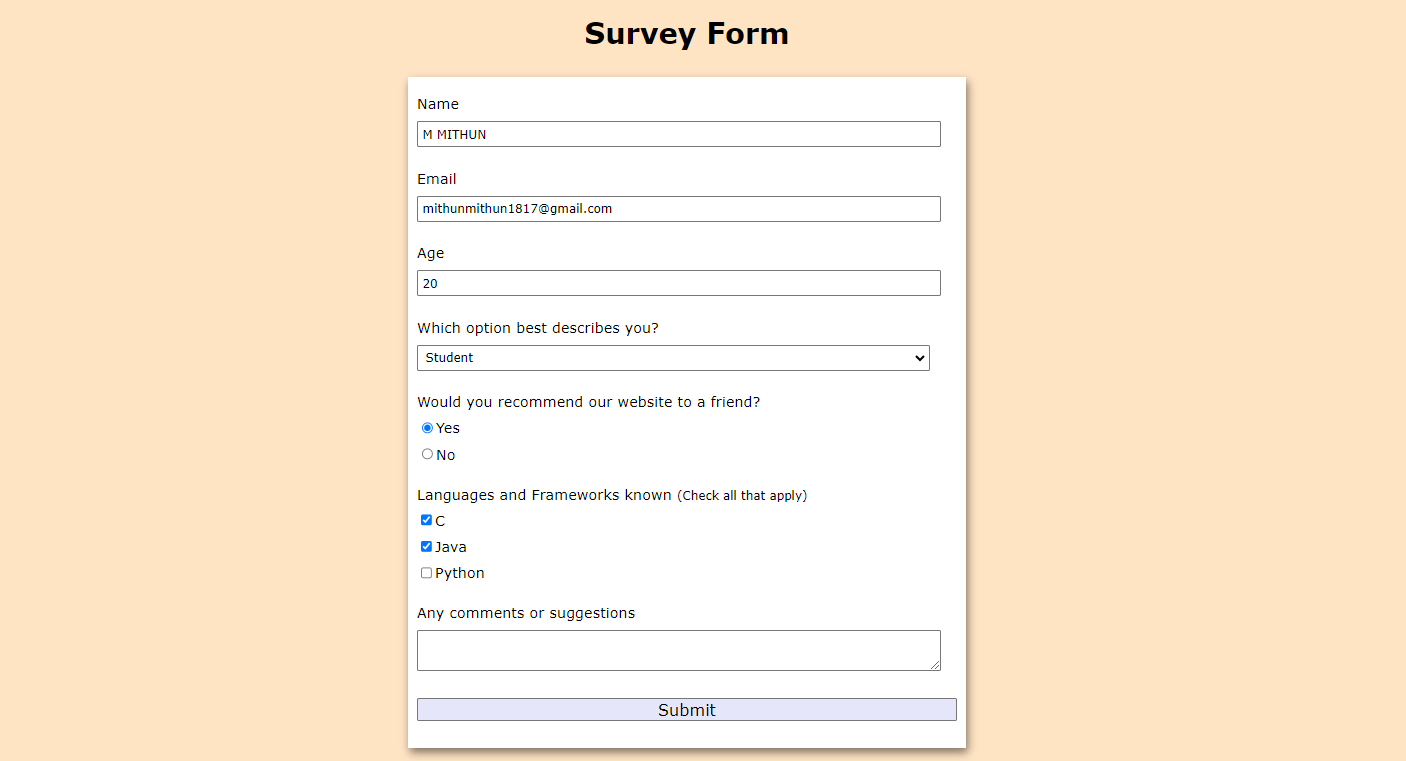 Survey Form
Name
M MITHUN
Email
mithunmithun1817@gmail.com
Age
20
Which option best describes you?
Student
Would you recommend our website to a friend?
Yes
No
Languages and Frameworks known (Check all that apply)
C
Java
Python
Any comments or suggestions
Submit